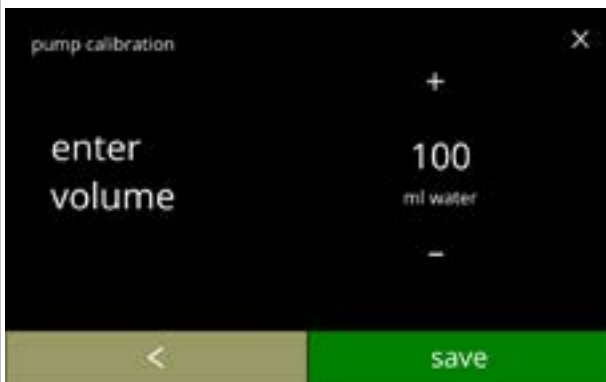 pump calibration
×
+
enter
volume
100
ml water
–
<
save